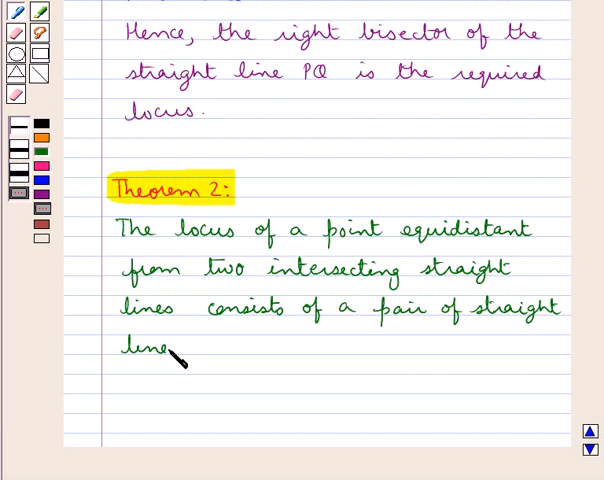 Hence, the right bisector of the
straight line PQ is the required
locus.
Theorem 2:
The locus of a point equidistant
from two intersecting straight
lines consists of a pair of straight
line